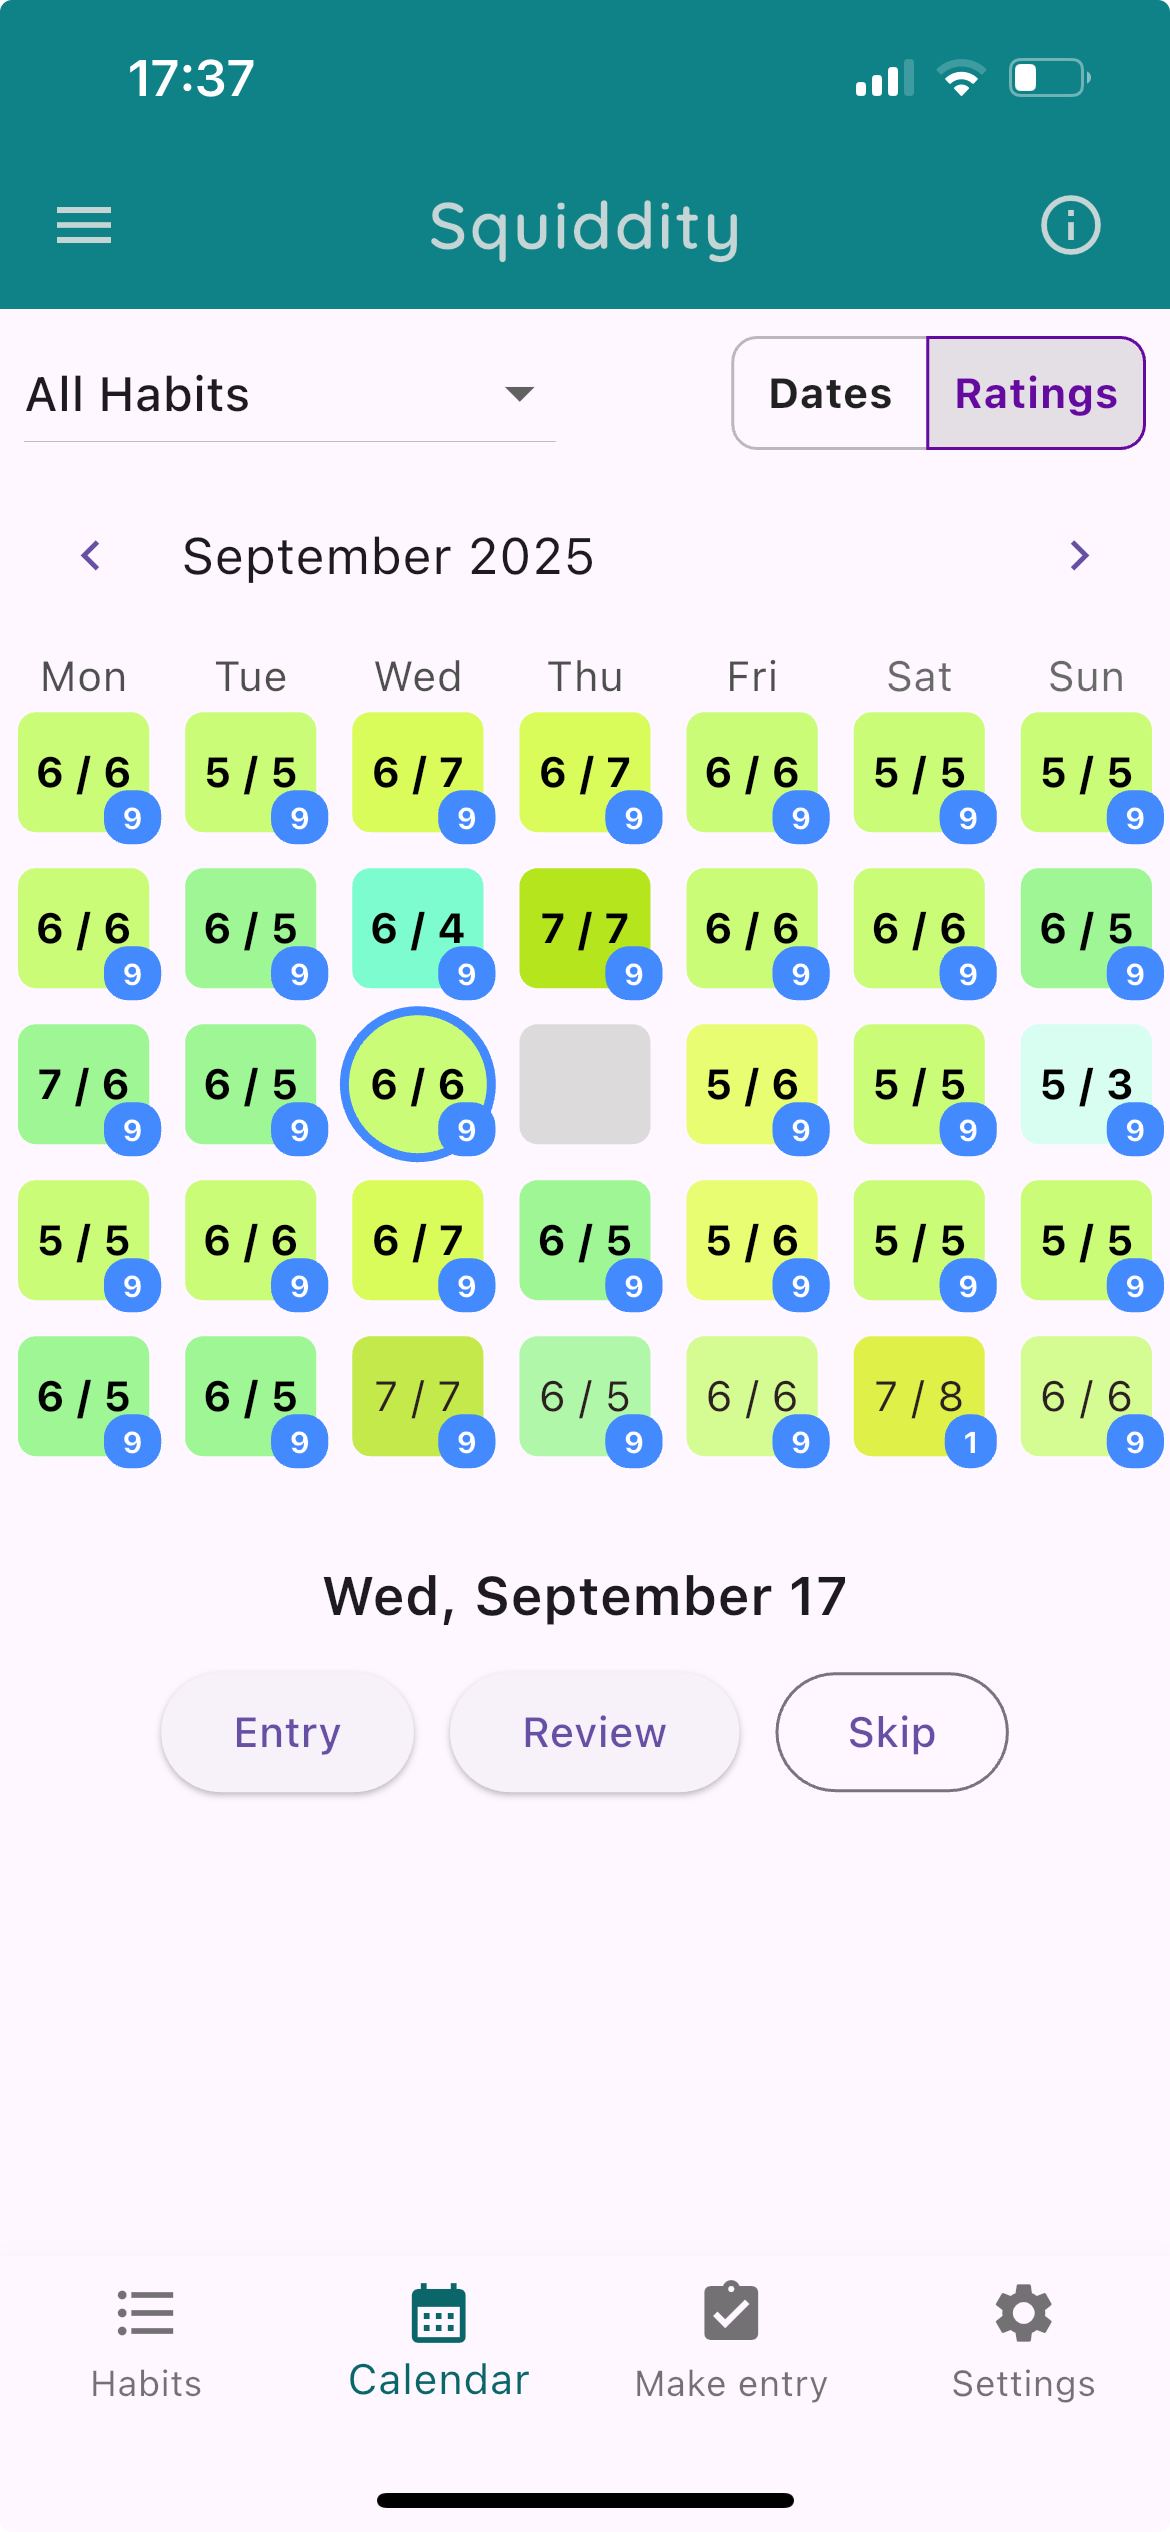 17:37
Squiddity
All Habits
Dates Ratings
September 2025
Mon Tue Wed Thu Fri Sat Sun
6 / 6 5 / 5 6 / 7 6 / 7 6 / 6 5 / 5 5 / 5
9 9 9 9 9 9 9
6 / 6 6 / 5 6 / 4 7 / 7 6 / 6 6 / 6 6 / 5
9 9 9 9 9 9 9
7 / 6 6 / 5 6 / 6 5 / 6 5 / 5 5 / 3
9 9 9 9 9 9
5 / 5 6 / 6 6 / 7 6 / 5 5 / 6 5 / 5 5 / 5
9 9 9 9 9 9 9
6 / 5 6 / 5 7 / 7 6 / 5 6 / 6 7 / 8 6 / 6
9 9 9 9 9 1 9
Wed, September 17
Entry Review Skip
Habits Calendar Make entry Settings